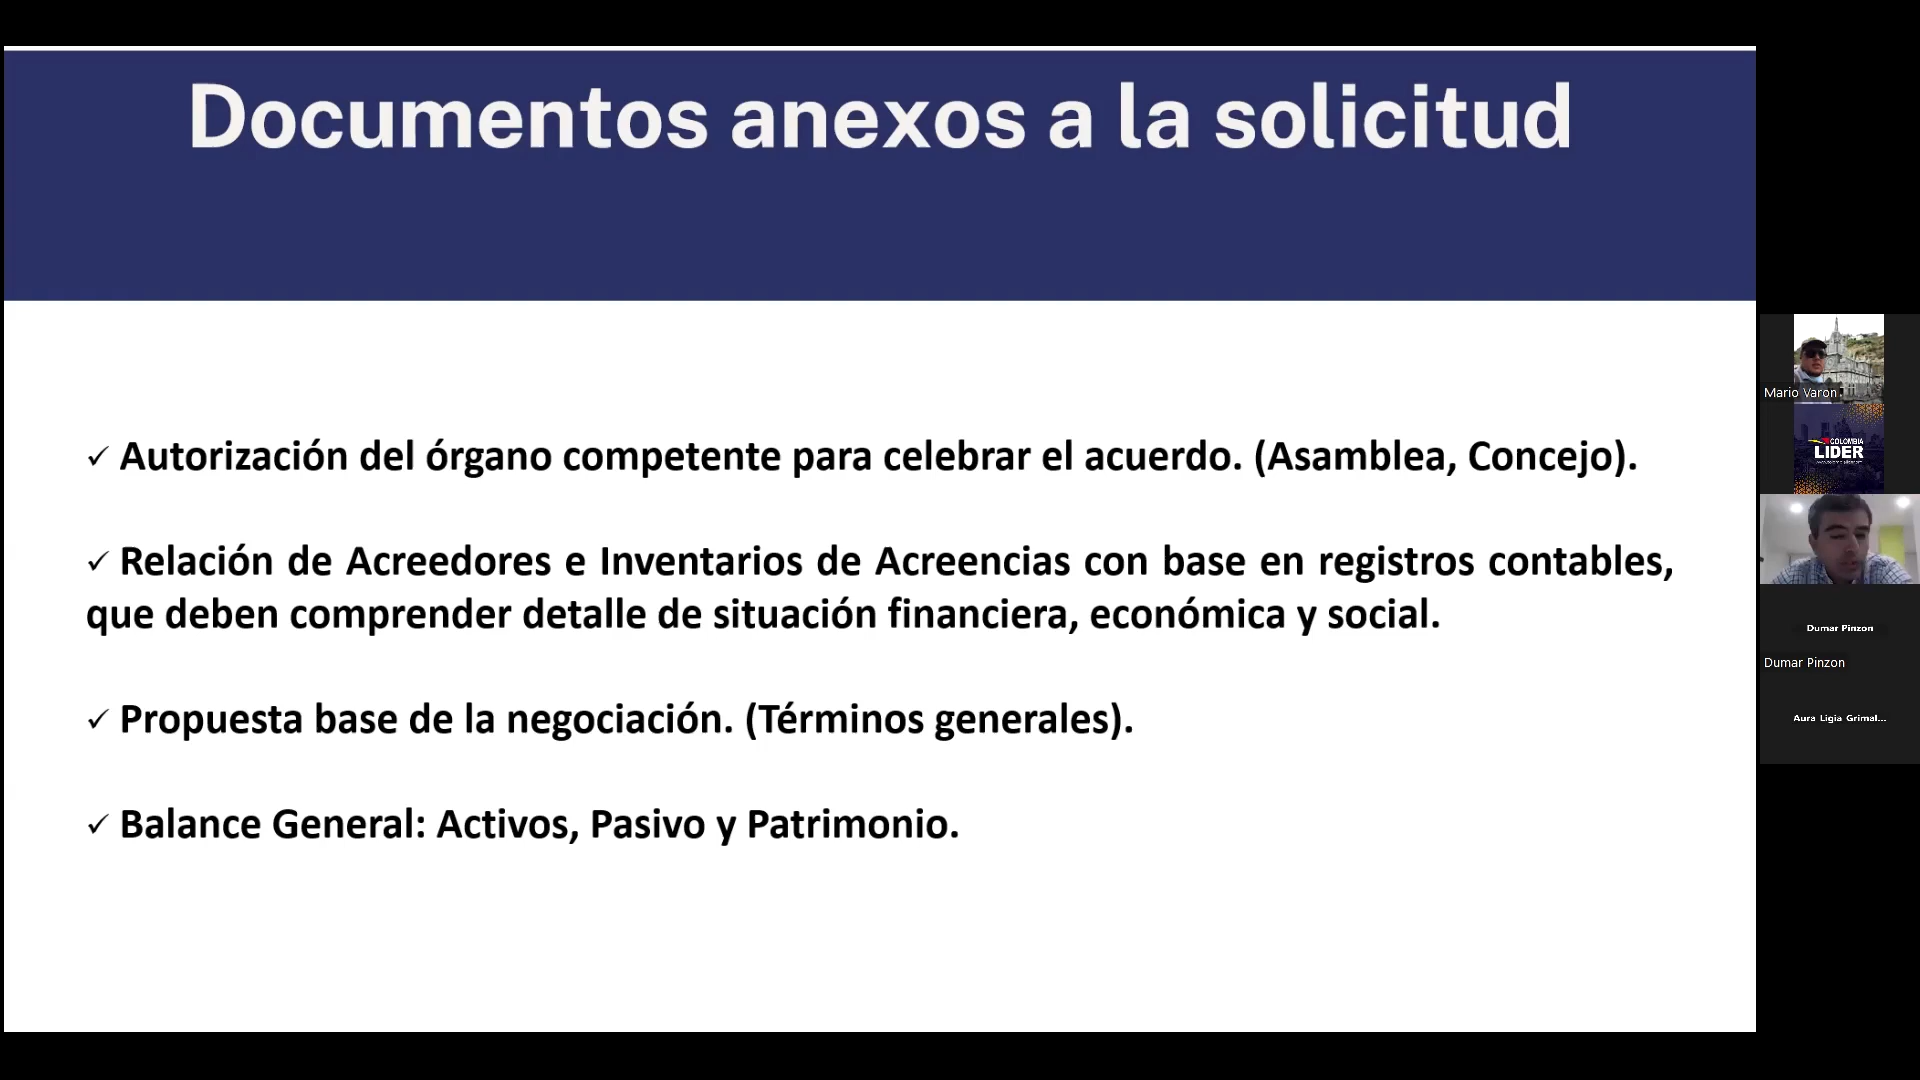 Documentos anexos a la solicitud
✓ Autorización del órgano competente para celebrar el acuerdo. (Asamblea, Concejo).
✓ Relación de Acreedores e Inventarios de Acreencias con base en registros contables,
que deben comprender detalle de situación financiera, económica y social.
✓ Propuesta base de la negociación. (Términos generales).
✓ Balance General: Activos, Pasivo y Patrimonio.
Mario Varon
COLOMBIA
LIDER
Dumar Pinzon
Dumar Pinzon
Aura Ligia Grimal...